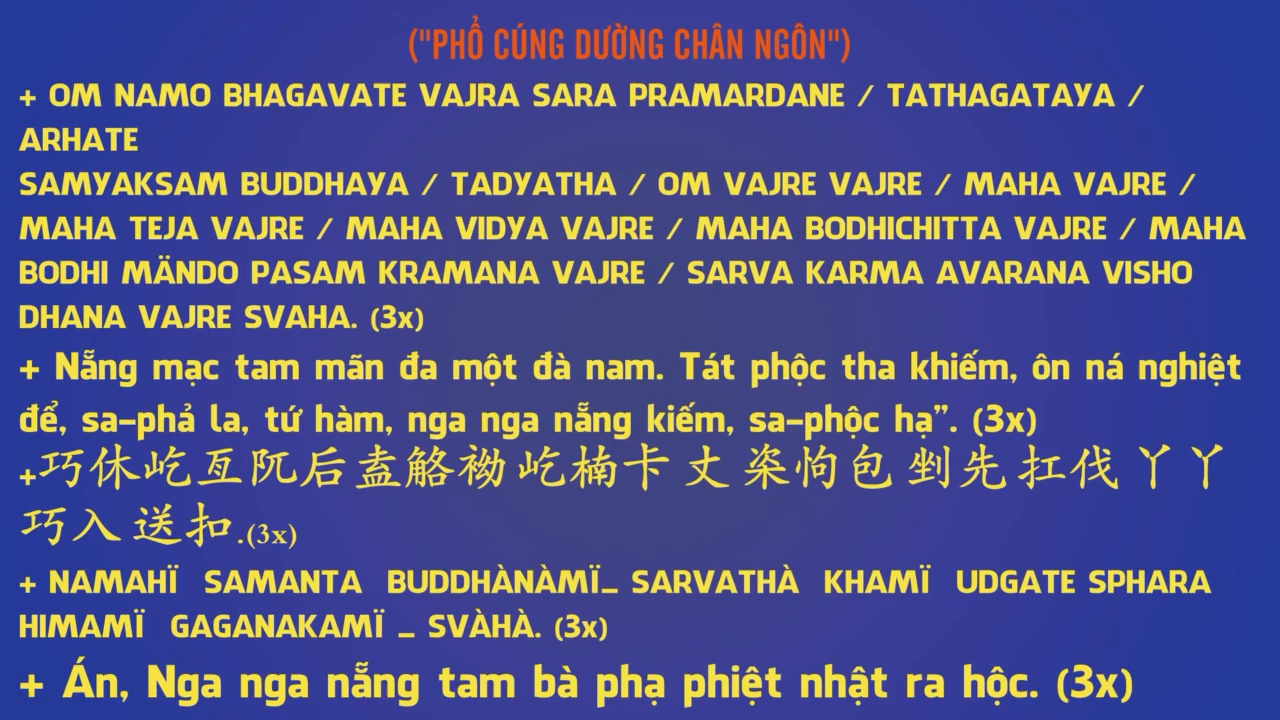 ("PHỔ CÚNG DƯỜNG CHÂN NGÔN")
+ OM NAMO BHAGAVATE VAJRA SARA PRAMARDANE / TATHAGATAYA /
ARHATE
SAMYAKSAM BUDDHAYA / TADYATHA / OM VAJRE VAJRE / MAHA VAJRE /
MAHA TEJA VAJRE / MAHA VIDYA VAJRE / MAHA BODHICHITTA VAJRE / MAHA
BODHI MÄNDO PASAM KRAMANA VAJRE / SARVA KARMA AVARANA VISHO
DHANA VAJRE SVAHA. (3x)
+ Nẵng mạc tam mãn đa một đà nam. Tát phộc tha khiếm, ôn ná nghiệt
để, sa-phả la, tứ hàm, nga nga nẵng kiếm, sa-phộc hạ”. (3x)
+巧休屹亙阢后盍觡袎屹楠卡 丈 桼怐包 剉先 扛伐 丫丫
巧入 送扣.(3x)
+ NAMAHÏ SAMANTA BUDDHÀNÀMÏ_ SARVATHÀ KHAMÏ UDGATE SPHARA
HIMAMÏ GAGANAKAMÏ _ SVÀHÀ. (3x)
+ Án, Nga nga nẵng tam bà phạ phiệt nhật ra hộc. (3x)